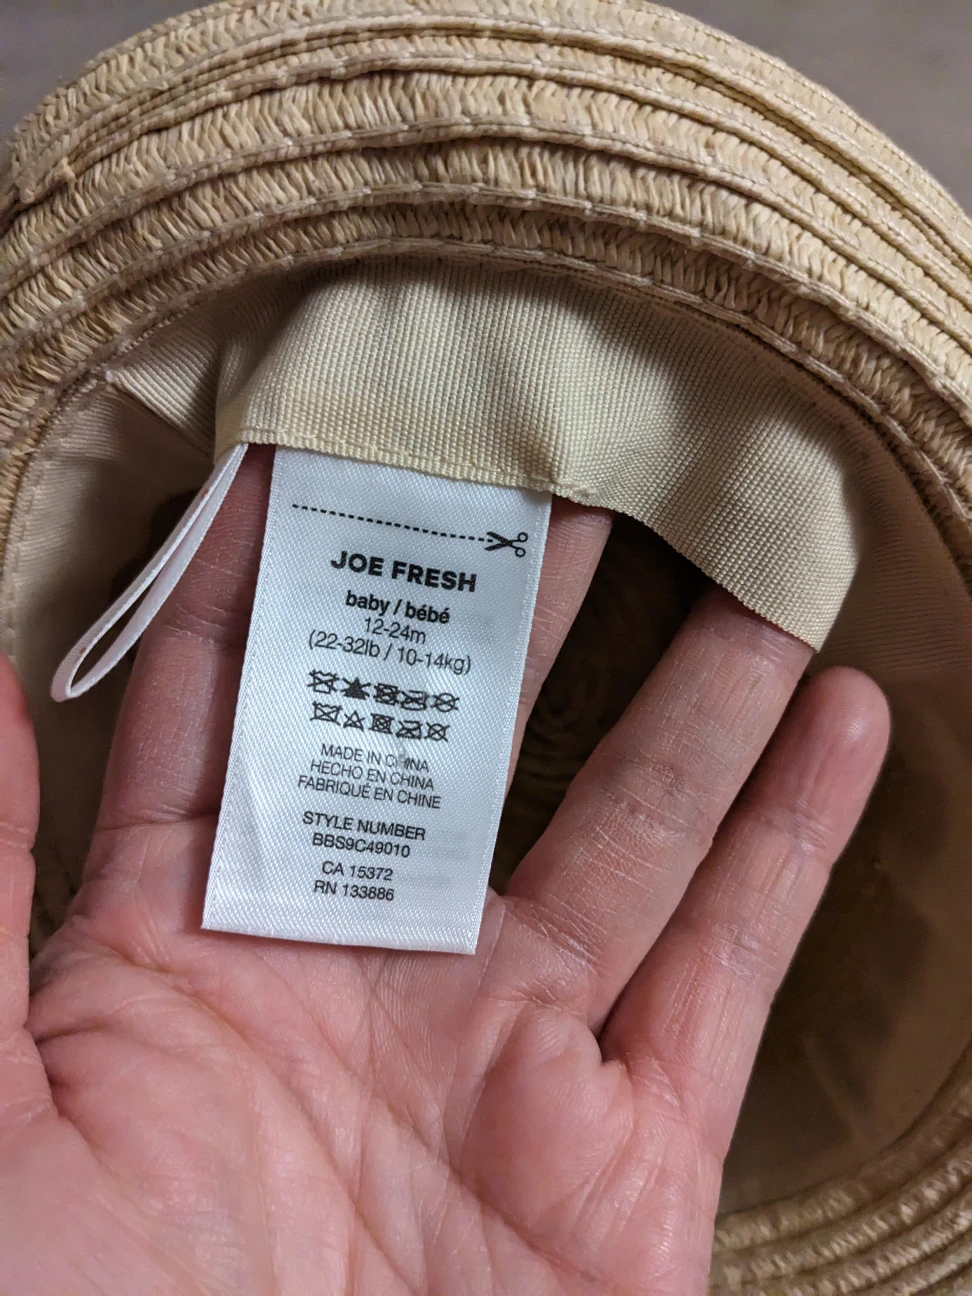 JOE FRESH
baby / bébé
12-24m
(22-32lb / 10-14kg)
MADE IN CHINA
HECHO EN CHINA
FABRIQUÉ EN CHINE
STYLE NUMBER
BBS9C49010
CA 15372
RN 133886